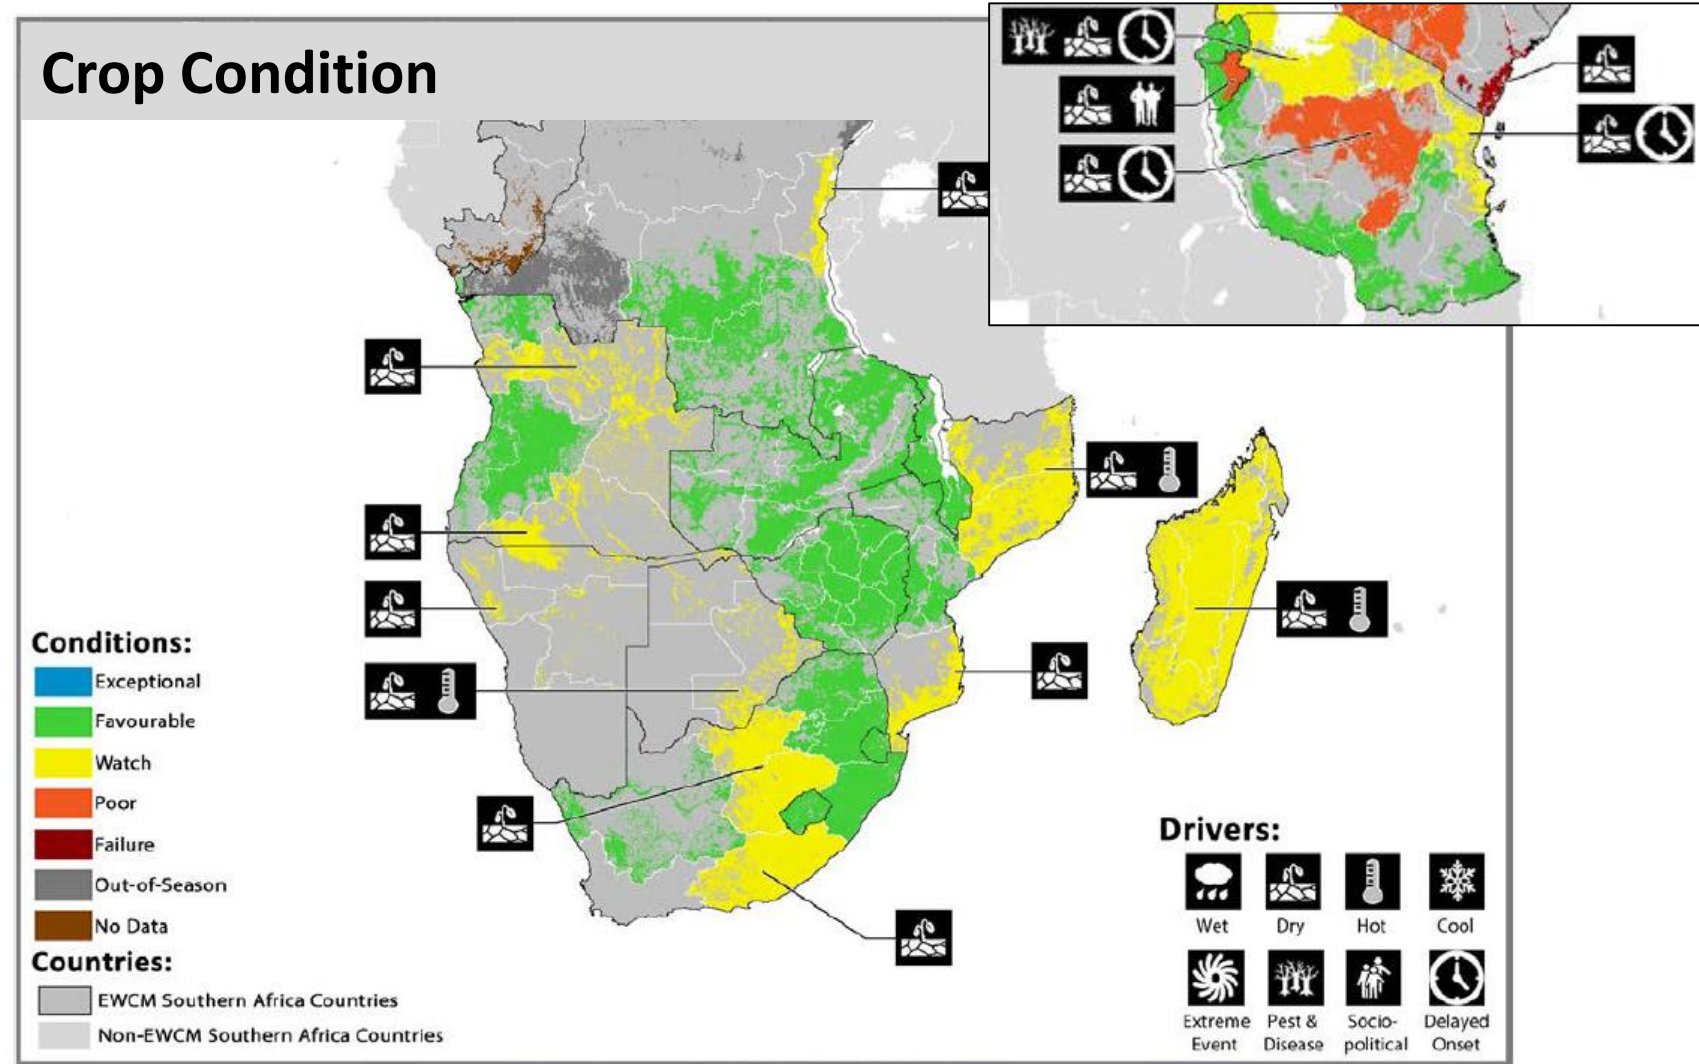 Crop Condition
Conditions:
Exceptional
Favourable
Watch
Poor
Failure
Out-of-Season
No Data
Countries:
EWCM Southern Africa Countries
Non-EWCM Southern Africa Countries
Drivers:
Wet
Dry
Hot
Cool
Extreme
Event
Pest &
Disease
Socio-
political
Delayed
Onset